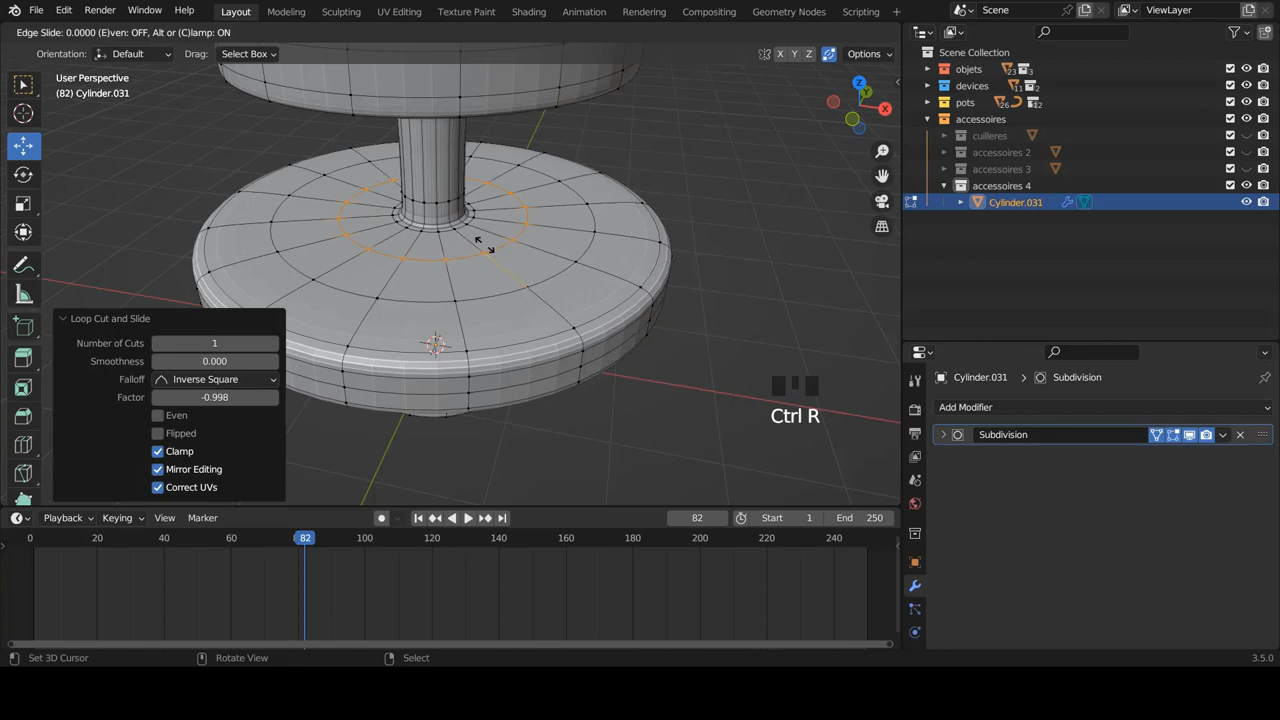 File Edit Render Window Help Layout Modeling Sculpting UV Editing Texture Paint Shading Animation Rendering Compositing Geometry Nodes Scripting Scene ViewLayer
Edge Slide: 0.0000 (E)ven: OFF, Alt or (C)lamp: ON
Orientation: Default Drag: Select Box X Y Z Options
User Perspective
(82) Cylinder.031
Z
Y
X
Loop Cut and Slide
Number of Cuts 1
Smoothness 0.000
Falloff Inverse Square
Factor -0.998
Even
Flipped
Clamp
Mirror Editing
Correct UVs
Ctrl R
Scene Collection
objets 23 3
devices 11 2
pots 26 12
accessoires
cuilleres
accessoires 2
accessoires 3
accessoires 4
Cylinder.031
Cylinder.031 Subdivision
Add Modifier
Subdivision
Playback Keying View Marker 82 Start 1 End 250
0 20 40 60 82 100 120 140 160 180 200 220 240
Set 3D Cursor Rotate View Select 3.5.0